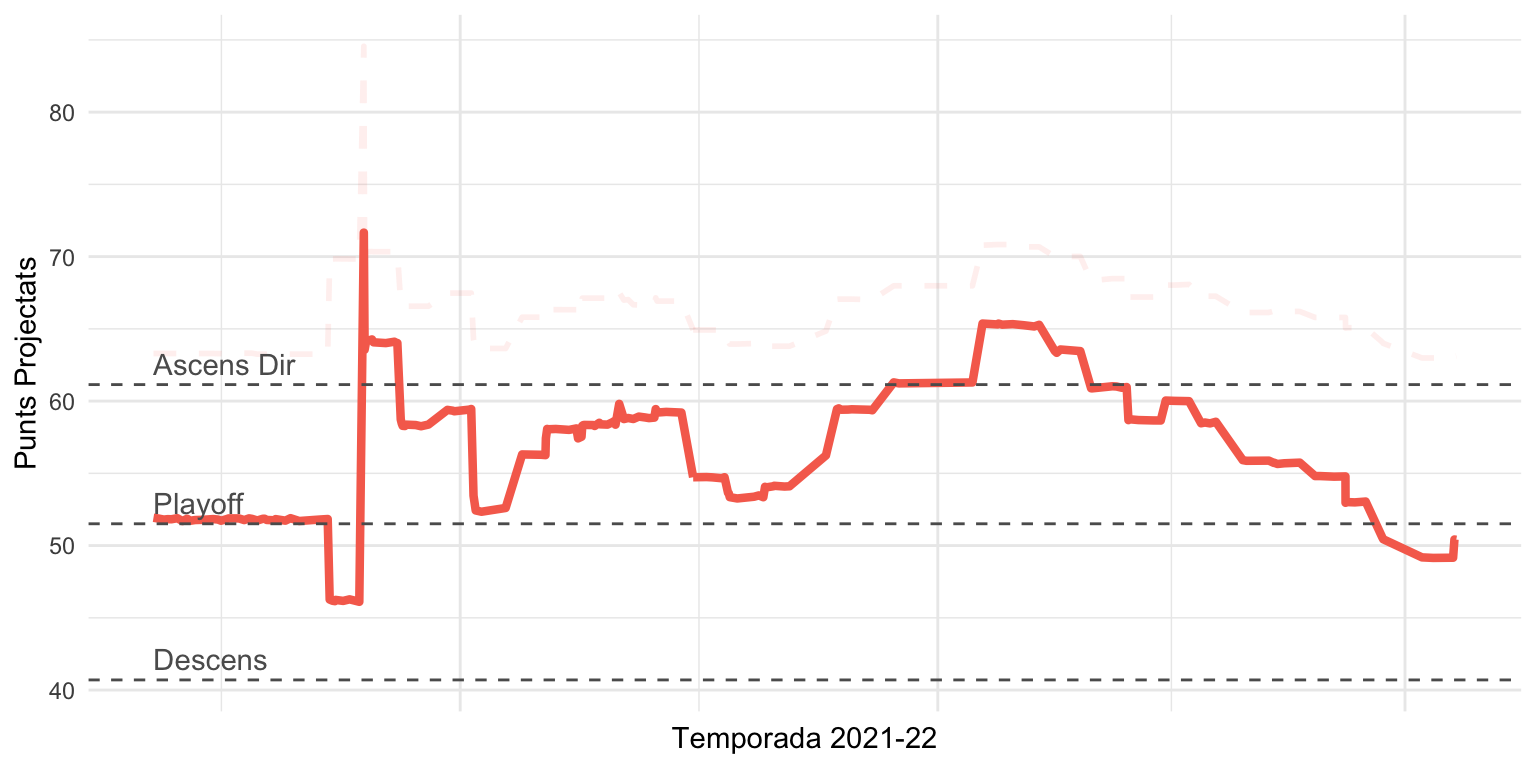 80
70
60
50
40
Punts Projectats
Ascens Dir
Playoff
Descens
Temporada 2021-22